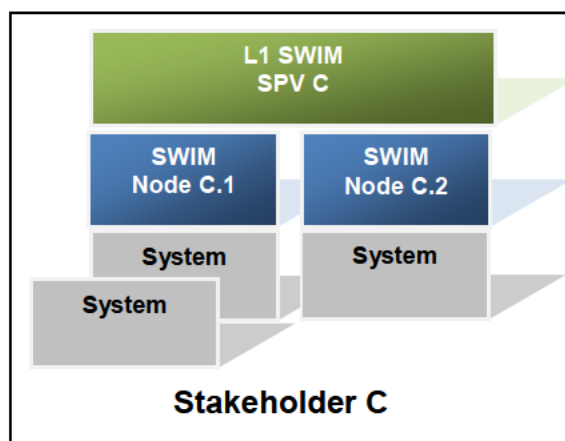 L1 SWIM
SPV C
SWIM
Node C.1
SWIM
Node C.2
System
System
System
Stakeholder C